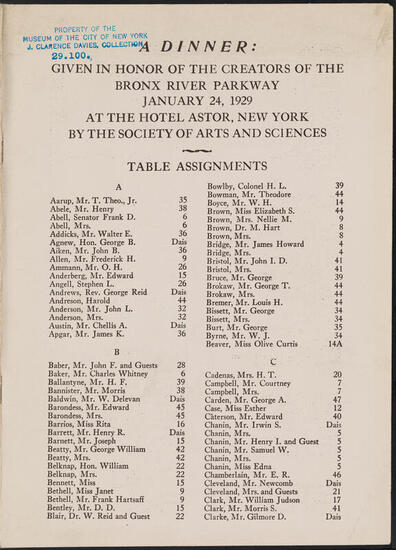 PROPERTY OF THE
MUSEUM OF THE CITY OF NEW YORK
J. CLARENCE DAVIES, COLLECTION
29.100.
A DINNER:
GIVEN IN HONOR OF THE CREATORS OF THE
BRONX RIVER PARKWAY
JANUARY 24, 1929
AT THE HOTEL ASTOR, NEW YORK
BY THE SOCIETY OF ARTS AND SCIENCES
TABLE ASSIGNMENTS
A
Aarup, Mr. T. Theo., Jr. 35
Abele, Mr. Henry 38
Abell, Senator Frank D. 6
Abell, Mrs. 6
Addicks, Mr. Walter E. 36
Agnew, Hon. George B. Dais
Aiken, Mr. John B. 36
Allen, Mr. Frederick H. 9
Ammann, Mr. O. H. 26
Anderberg, Mr. Edward 15
Angell, Stephen L. 26
Andrews, Rev. George Reid Dais
Andreson, Harold 44
Anderson, Mr. John L. 32
Anderson, Mrs. 32
Austin, Mr. Chellis A. Dais
Apgar, Mr. James K. 36
B
Baber, Mr. John F. and Guests 28
Baker, Mr. Charles Whitney 6
Ballantyne, Mr. H. F. 39
Bannister, Mr. Morris 38
Baldwin, Mr. W. Delevan Dais
Barondess, Mr. Edward 45
Barondess, Mrs. 45
Barrios, Miss Rita 16
Barrett, Mr. Henry R. Dais
Barnett, Mr. Joseph 15
Beatty, Mr. George William 42
Beatty, Mrs. 42
Belknap, Hon. William 22
Belknap, Mrs. 22
Bennett, Miss 15
Bethell, Miss Janet 9
Bethell, Mr. Frank Hartsaff 9
Bentley, Mr. D. D. 15
Blair, Dr. W. Reid and Guest 22
Bowlby, Colonel H. L. 39
Bowman, Mr. Theodore 44
Boyce, Mr. W. H. 14
Brown, Miss Elizabeth S. 44
Brown, Mrs. Nellie M. 9
Brown, Dr. M. Hart 8
Brown, Mrs. 8
Bridge, Mr. James Howard 4
Bridge, Mrs. 4
Bristol, Mr. John I. D. 41
Bristol, Mrs. 41
Bruce, Mr. George 39
Brokaw, Mr. George T. 44
Brokaw, Mrs. 44
Bremer, Mr. Louis H. 44
Bissett, Mr. George 34
Bissett, Mrs. 34
Burt, Mr. George 35
Byrne, Mr. W. J. 34
Beaver, Miss Olive Curtis 14A
C
Cadenas, Mrs. H. T. 20
Campbell, Mr. Courtney 7
Campbell, Mrs. 7
Carden, Mr. George A. 47
Case, Miss Esther 12
Caterson, Mr. Edward 40
Chanin, Mr. Irwin S. Dais
Chanin, Mrs. 5
Chanin, Mr. Henry I. and Guest 5
Chanin, Mr. Samuel W. 5
Chanin, Mrs. 5
Chanin, Miss Edna 5
Chamberlain, Mr. E. R. 46
Cleveland, Mr. Newcomb Dais
Cleveland, Mrs. and Guests 21
Clark, Mr. William Judson 17
Clark, Mr. Morris S. 41
Clarke, Mr. Gilmore D. Dais